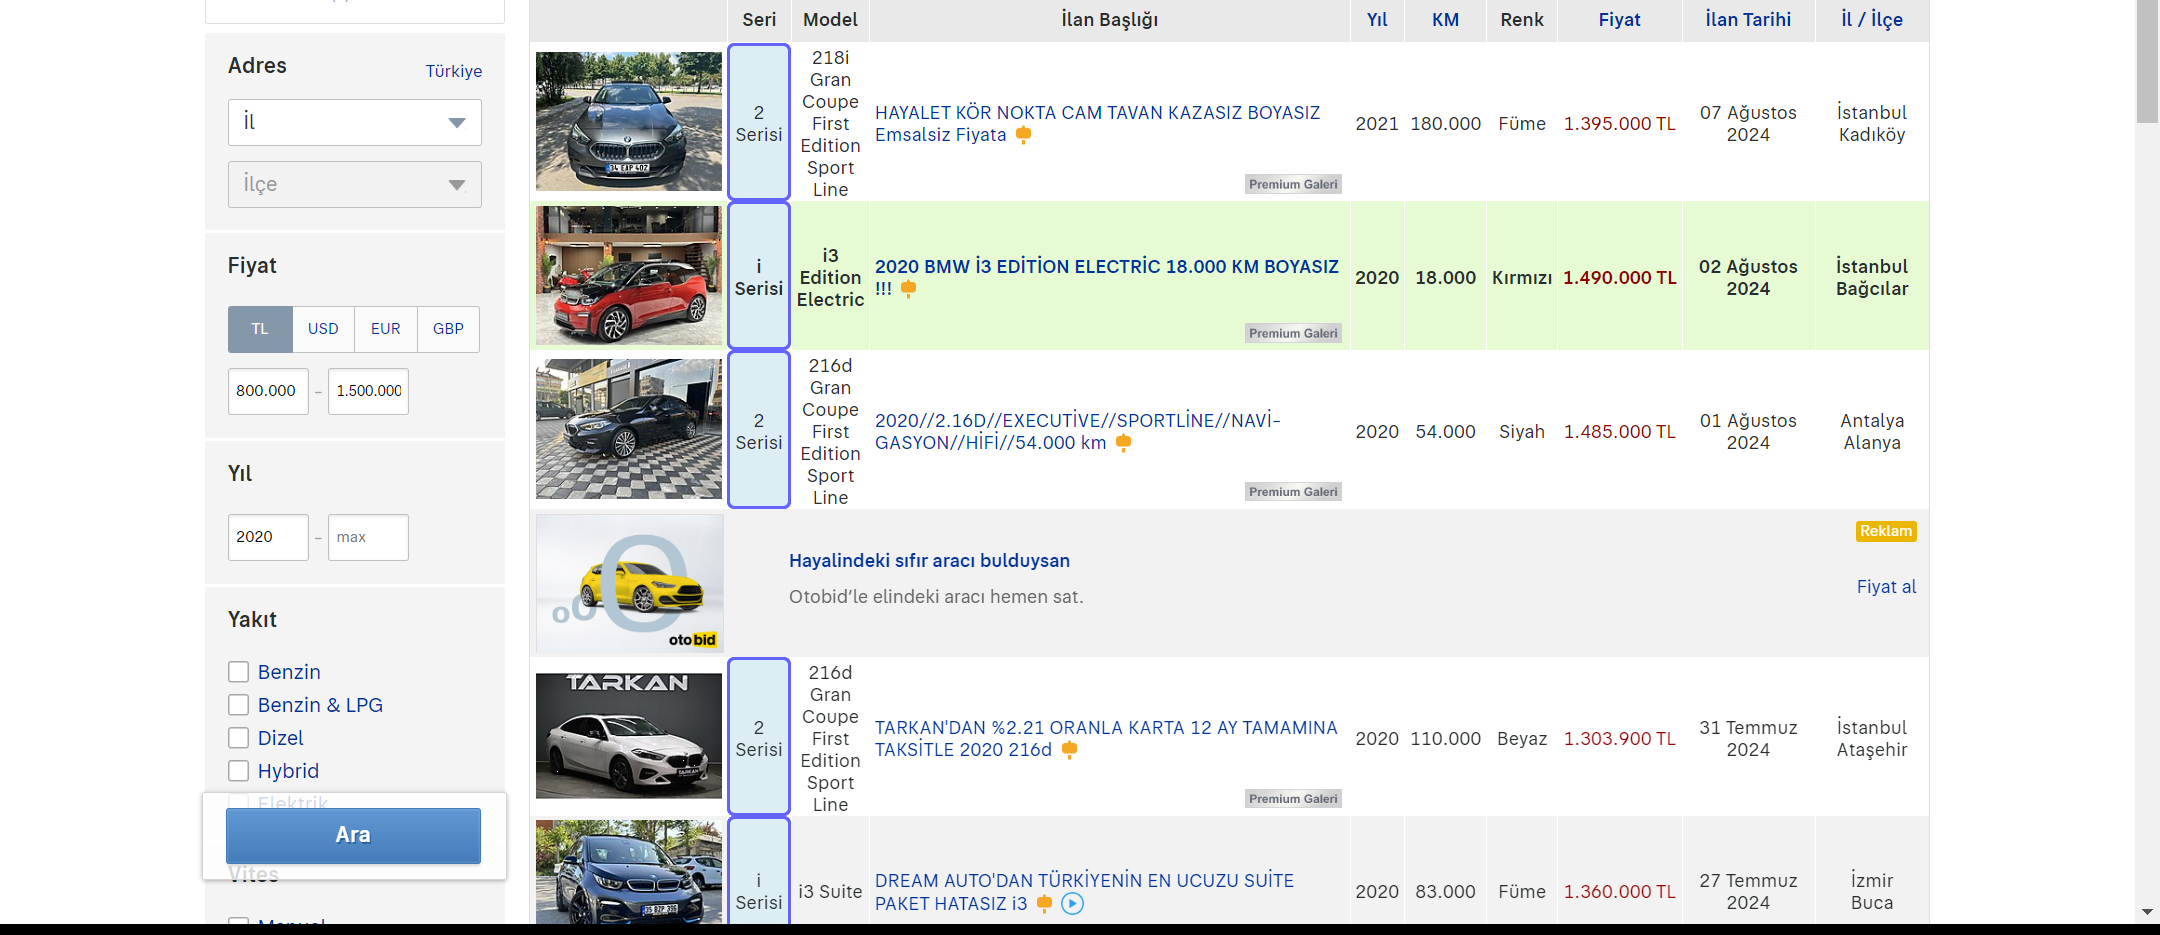 Adres
Türkiye
İl
İlçe
Fiyat
TL USD EUR GBP
800.000 – 1.500.000
Yıl
2020 – max
Yakıt
Benzin
Benzin & LPG
Dizel
Hybrid
Elektrik
Ara
Vites
Manuel
Seri Model İlan Başlığı Yıl KM Renk Fiyat İlan Tarihi İl / İlçe
2
Serisi
218i
Gran
Coupe
First
Edition
Sport
Line
HAYALET KÖR NOKTA CAM TAVAN KAZASIZ BOYASIZ
Emsalsiz Fiyata
Premium Galeri
2021 180.000 Füme 1.395.000 TL
07 Ağustos
2024
İstanbul
Kadıköy
34 EAP 402
i
Serisi
i3
Edition
Electric
2020 BMW İ3 EDİTİON ELECTRİC 18.000 KM BOYASIZ
!!!
Premium Galeri
2020 18.000 Kırmızı 1.490.000 TL
02 Ağustos
2024
İstanbul
Bağcılar
2
Serisi
216d
Gran
Coupe
First
Edition
Sport
Line
2020//2.16D//EXECUTİVE//SPORTLİNE//NAVİ-
GASYON//HİFİ//54.000 km
Premium Galeri
2020 54.000 Siyah 1.485.000 TL
01 Ağustos
2024
Antalya
Alanya
otobid
Hayalindeki sıfır aracı bulduysan
Otobid’le elindeki aracı hemen sat.
Reklam
Fiyat al
TARKAN
TARKAN
2
Serisi
216d
Gran
Coupe
First
Edition
Sport
Line
TARKAN'DAN %2.21 ORANLA KARTA 12 AY TAMAMINA
TAKSİTLE 2020 216d
Premium Galeri
2020 110.000 Beyaz 1.303.900 TL
31 Temmuz
2024
İstanbul
Ataşehir
i
Serisi
i3 Suite
DREAM AUTO'DAN TÜRKİYENİN EN UCUZU SUİTE
PAKET HATASIZ i3
2020 83.000 Füme 1.360.000 TL
27 Temmuz
2024
İzmir
Buca